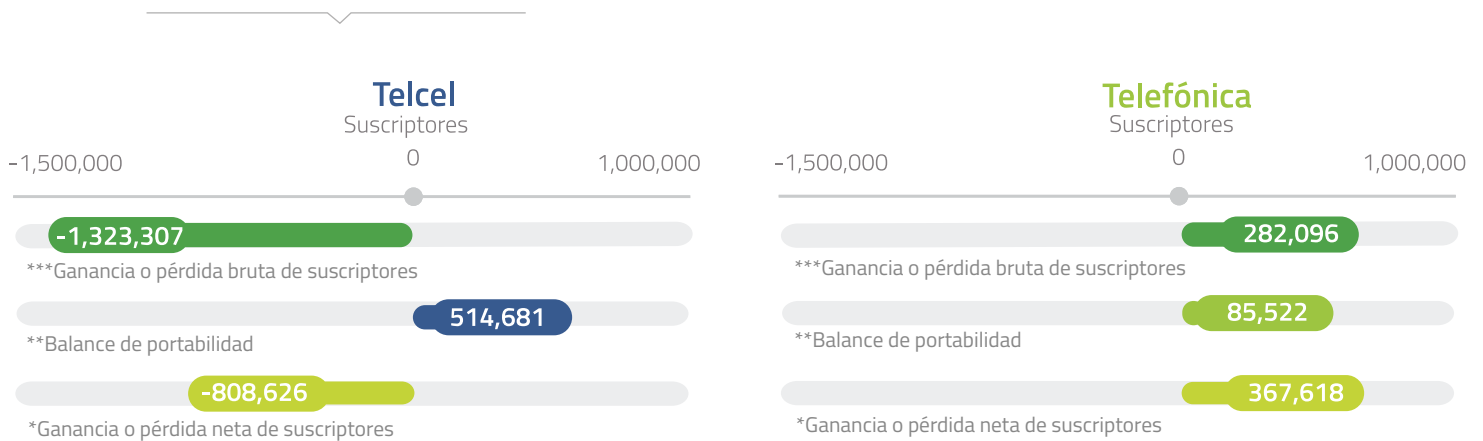 Telcel
Suscriptores
-1,500,000
0
1,000,000
-1,323,307
***Ganancia o pérdida bruta de suscriptores
514,681
**Balance de portabilidad
-808,626
*Ganancia o pérdida neta de suscriptores
Telefónica
Suscriptores
-1,500,000
0
1,000,000
282,096
***Ganancia o pérdida bruta de suscriptores
85,522
**Balance de portabilidad
367,618
*Ganancia o pérdida neta de suscriptores